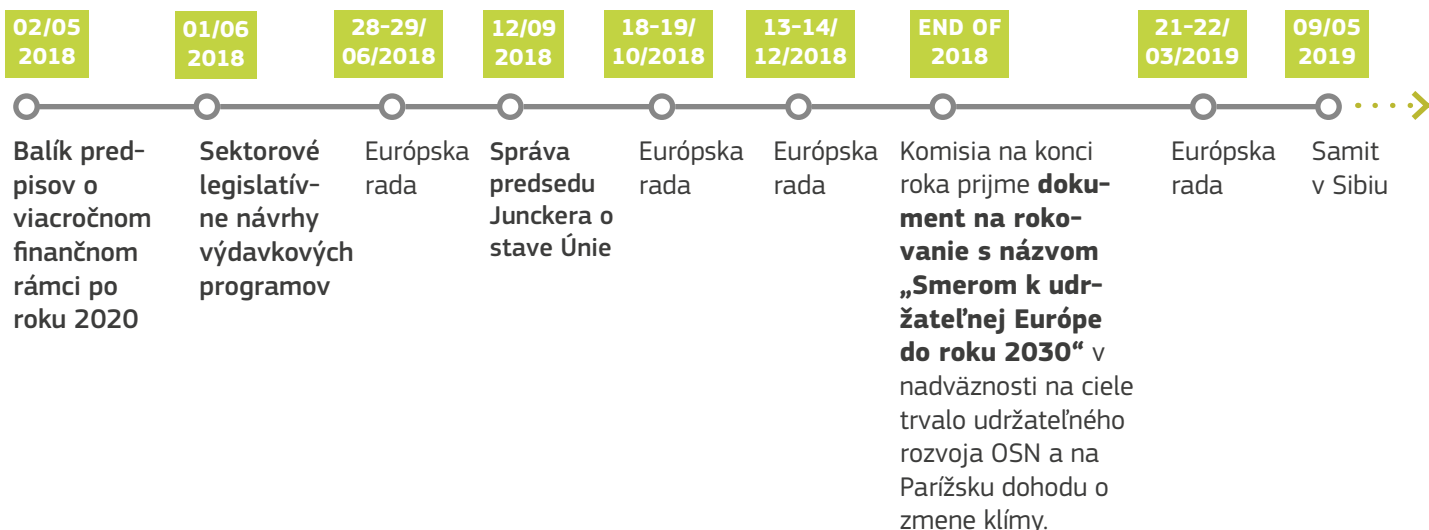 02/05
2018
01/06
2018
28-29/
06/2018
12/09
2018
18-19/
10/2018
13-14/
12/2018
END OF
2018
21-22/
03/2019
09/05
2019
Balík pred-
pisov o
viacročnom
finančnom
rámci po
roku 2020
Sektorové
legislatív-
ne návrhy
výdavkových
programov
Európska
rada
Správa
predsedu
Junckera o
stave Únie
Európska
rada
Európska
rada
Komisia na konci
roka prijme doku-
ment na roko-
vanie s názvom
„Smerom k udr-
žateľnej Európe
do roku 2030“ v
nadväznosti na ciele
trvalo udržateľného
rozvoja OSN a na
Parížsku dohodu o
zmene klímy.
Európska
rada
Samit
v Sibiu